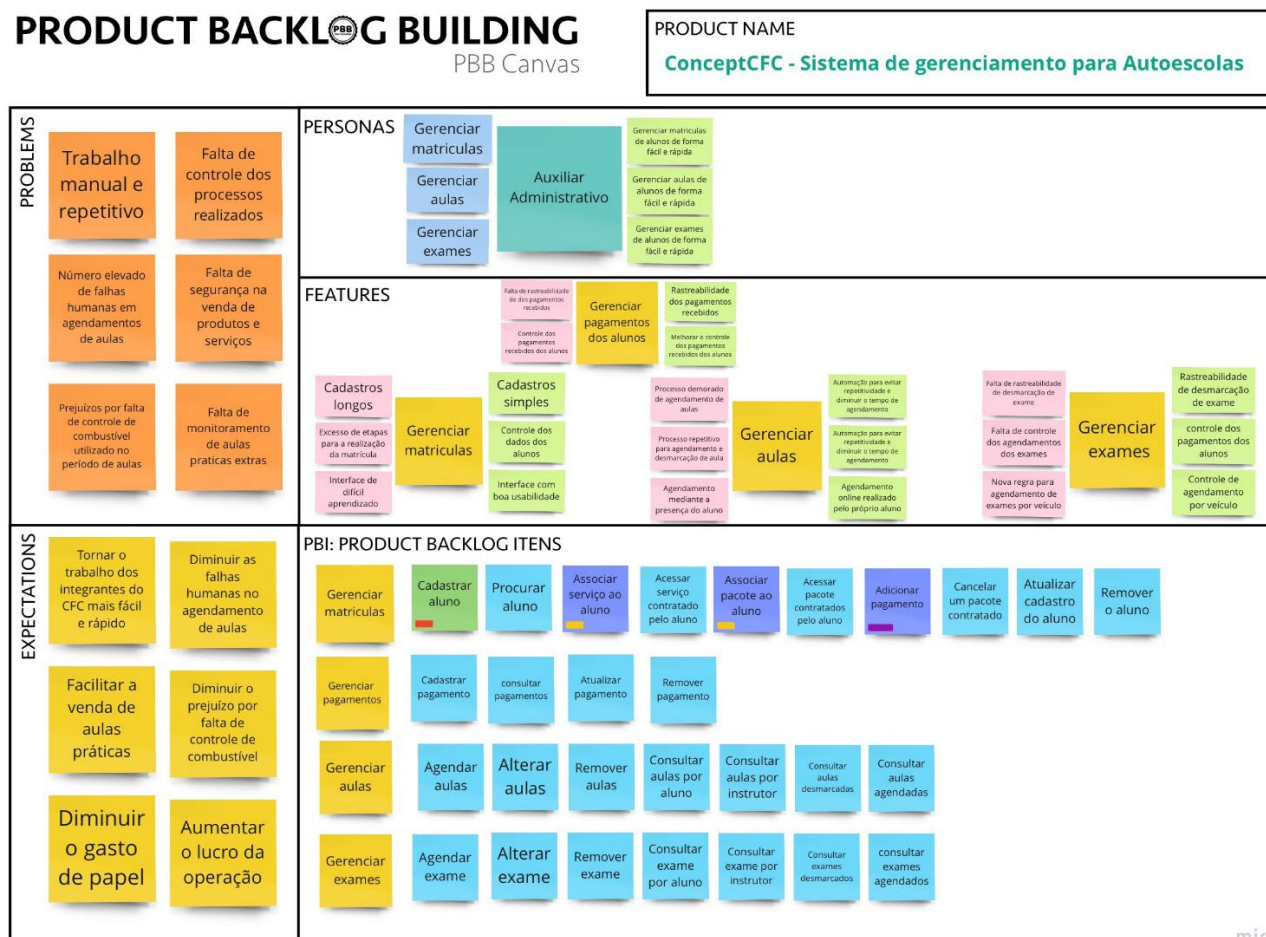 PRODUCT BACKLOG BUILDING
PBB
PBB Canvas
PRODUCT NAME
ConceptCFC - Sistema de gerenciamento para Autoescolas
PROBLEMS
Trabalho
manual e
repetitivo
Falta de
controle dos
processos
realizados
Número elevado
de falhas
humanas em
agendamentos
de aulas
Falta de
segurança na
venda de
produtos e
serviços
Prejuízos por falta
de controle de
combustível
utilizado no
período de aulas
Falta de
monitoramento
de aulas
praticas extras
PERSONAS
Gerenciar
matriculas
Gerenciar
aulas
Gerenciar
exames
Auxiliar
Administrativo
Gerenciar matriculas
de alunos de forma
fácil e rápida
Gerenciar aulas de
alunos de forma
fácil e rápida
Gerenciar exames
de alunos de forma
fácil e rápida
FEATURES
Falta de rastreabilidade
de dos pagamentos
recebidos
Controle dos
pagamentos
recebidos dos alunos
Gerenciar
pagamentos
dos alunos
Rastreabilidade
dos pagamentos
recebidos
Melhorar o controle
dos pagamentos
recebidos dos alunos
Cadastros
longos
Excesso de etapas
para a realização
da matrícula
Interface de
difícil
aprendizado
Gerenciar
matriculas
Cadastros
simples
Controle dos
dados dos
alunos
Interface com
boa usabilidade
Processo demorado
de agendamento de
aulas
Processo repetitivo
para agendamento e
desmarcação de aula
Agendamento
mediante a
presença do aluno
Gerenciar
aulas
Automação para evitar
repetitividade e
diminuir o tempo de
agendamento
Automação para evitar
repetitividade e
diminuir o tempo de
agendamento
Agendamento
online realizado
pelo próprio aluno
Falta de rastreabilidade
de desmarcação de
exame
Falta de controle
dos agendamentos
dos exames
Nova regra para
agendamento de
exames por veículo
Gerenciar
exames
Rastreabilidade
de desmarcação
de exame
controle dos
pagamentos dos
alunos
Controle de
agendamento
por veículo
EXPECTATIONS
Tornar o
trabalho dos
integrantes do
CFC mais fácil
e rápido
Diminuir as
falhas
humanas no
agendamento
de aulas
Facilitar a
venda de
aulas
práticas
Diminuir o
prejuízo por
falta de
controle de
combustível
Diminuir
o gasto
de papel
Aumentar
o lucro da
operação
PBI: PRODUCT BACKLOG ITENS
Gerenciar
matriculas
Cadastrar
aluno
Procurar
aluno
Associar
serviço ao
aluno
Acessar
serviço
contratado
pelo aluno
Associar
pacote ao
aluno
Acessar
pacote
contratados
pelo aluno
Adicionar
pagamento
Cancelar
um pacote
contratado
Atualizar
cadastro
do aluno
Remover
o aluno
Gerenciar
pagamentos
Cadastrar
pagamento
consultar
pagamentos
Atualizar
pagamento
Remover
pagamento
Gerenciar
aulas
Agendar
aulas
Alterar
aulas
Remover
aulas
Consultar
aulas por
aluno
Consultar
aulas por
instrutor
Consultar
aulas
desmarcadas
Consultar
aulas
agendadas
Gerenciar
exames
Agendar
exame
Alterar
exame
Remover
exame
Consultar
exame
por aluno
Consultar
exame por
instrutor
Consultar
exames
desmarcados
consultar
exames
agendados